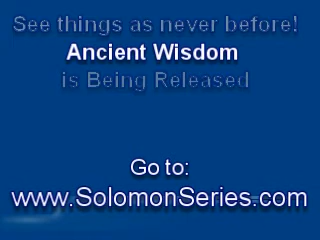 See things as never before!
Ancient Wisdom
is Being Released
Go to:
www.SolomonSeries.com